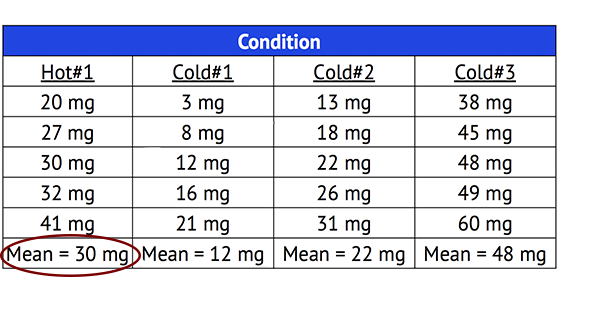 Condition
Hot#1 Cold#1 Cold#2 Cold#3
20 mg 3 mg 13 mg 38 mg
27 mg 8 mg 18 mg 45 mg
30 mg 12 mg 22 mg 48 mg
32 mg 16 mg 26 mg 49 mg
41 mg 21 mg 31 mg 60 mg
Mean = 30 mg Mean = 12 mg Mean = 22 mg Mean = 48 mg